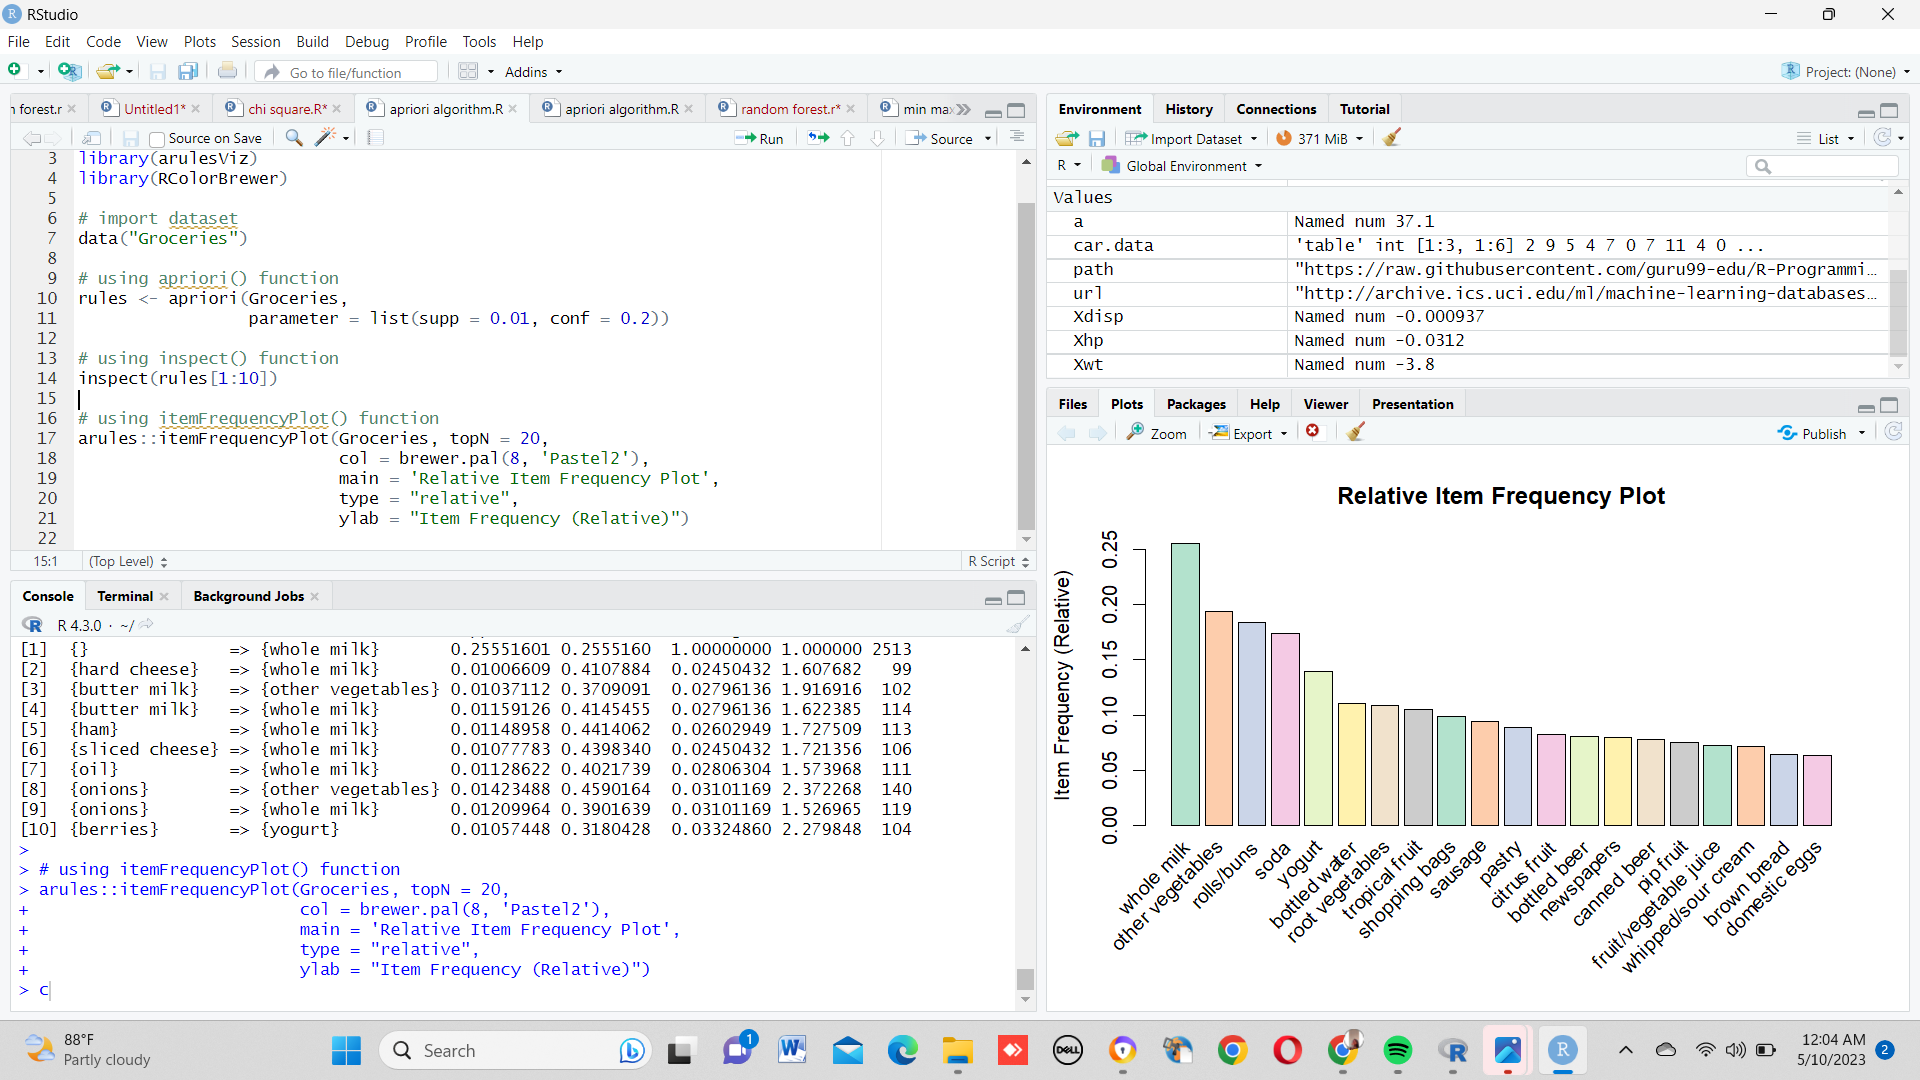 RStudio
File Edit Code View Plots Session Build Debug Profile Tools Help
Go to file/function
Addins
Project: (None)
n forest.r
Untitled1*
chi square.R*
apriori algorithm.R
apriori algorithm.R
random forest.r*
min max
Source on Save
Run
Source
3 library(arulesViz)
4 library(RColorBrewer)
5
6 # import dataset
7 data("Groceries")
8
9 # using apriori() function
10 rules <- apriori(Groceries,
11 parameter = list(supp = 0.01, conf = 0.2))
12
13 # using inspect() function
14 inspect(rules[1:10])
15
16 # using itemFrequencyPlot() function
17 arules::itemFrequencyPlot(Groceries, topN = 20,
18 col = brewer.pal(8, 'Pastel2'),
19 main = 'Relative Item Frequency Plot',
20 type = "relative",
21 ylab = "Item Frequency (Relative)")
22
15:1 (Top Level) R Script
Console Terminal Background Jobs
R 4.3.0 · ~/
[1] {} => {whole milk} 0.25551601 0.2555160 1.00000000 1.000000 2513
[2] {hard cheese} => {whole milk} 0.01006609 0.4107884 0.02450432 1.607682 99
[3] {butter milk} => {other vegetables} 0.01037112 0.3709091 0.02796136 1.916916 102
[4] {butter milk} => {whole milk} 0.01159126 0.4145455 0.02796136 1.622385 114
[5] {ham} => {whole milk} 0.01148958 0.4414062 0.02602949 1.727509 113
[6] {sliced cheese} => {whole milk} 0.01077783 0.4398340 0.02450432 1.721356 106
[7] {oil} => {whole milk} 0.01128622 0.4021739 0.02806304 1.573968 111
[8] {onions} => {other vegetables} 0.01423488 0.4590164 0.03101169 2.372268 140
[9] {onions} => {whole milk} 0.01209964 0.3901639 0.03101169 1.526965 119
[10] {berries} => {yogurt} 0.01057448 0.3180428 0.03324860 2.279848 104
>
> # using itemFrequencyPlot() function
> arules::itemFrequencyPlot(Groceries, topN = 20,
+ col = brewer.pal(8, 'Pastel2'),
+ main = 'Relative Item Frequency Plot',
+ type = "relative",
+ ylab = "Item Frequency (Relative)")
> c
Environment History Connections Tutorial
Import Dataset
371 MiB
List
R
Global Environment
Values
a Named num 37.1
car.data 'table' int [1:3, 1:6] 2 9 5 4 7 0 7 11 4 0 ...
path "https://raw.githubusercontent.com/guru99-edu/R-Programmi…
url "http://archive.ics.uci.edu/ml/machine-learning-databases…
Xdisp Named num -0.000937
Xhp Named num -0.0312
Xwt Named num -3.8
Files Plots Packages Help Viewer Presentation
Zoom
Export
Publish
Relative Item Frequency Plot
Item Frequency (Relative)
0.25
0.20
0.15
0.10
0.05
0.00
whole milk
other vegetables
rolls/buns
soda
yogurt
bottled water
root vegetables
tropical fruit
shopping bags
sausage
pastry
citrus fruit
bottled beer
newspapers
canned beer
pip fruit
fruit/vegetable juice
whipped/sour cream
brown bread
domestic eggs
88°F
Partly cloudy
Search
1
DELL
12:04 AM
5/10/2023
2